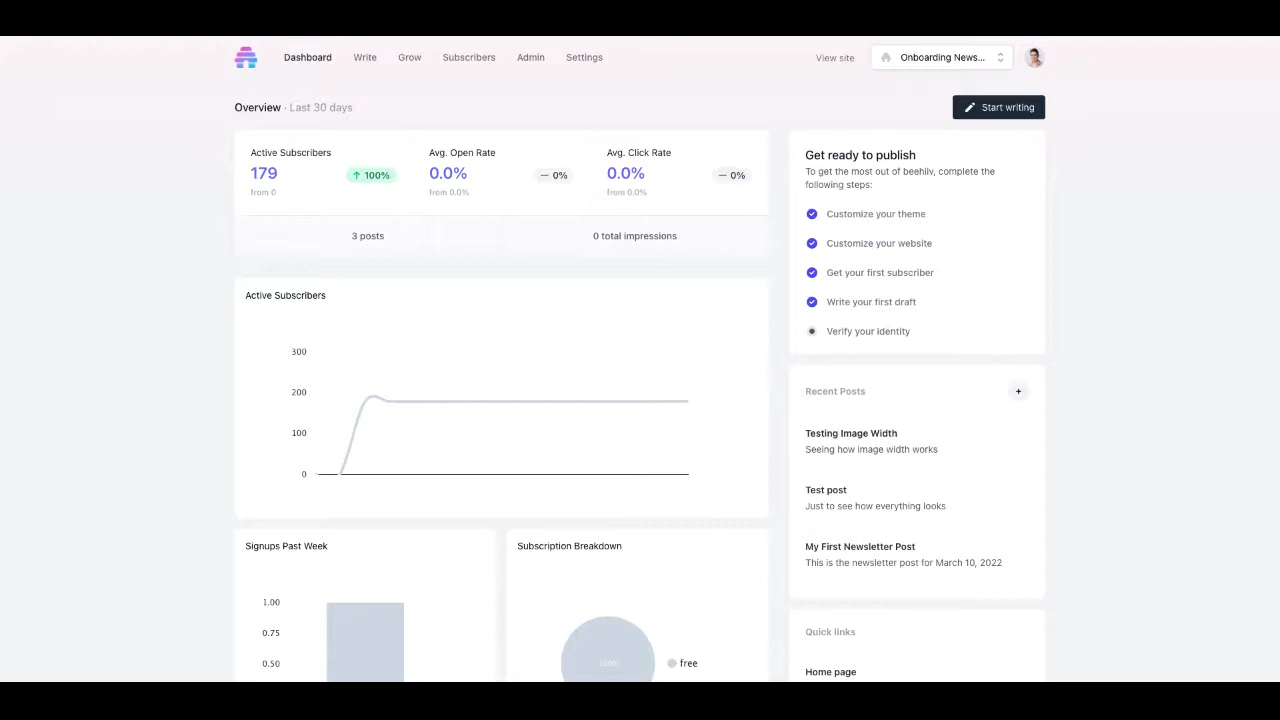 Dashboard Write Grow Subscribers Admin Settings View site Onboarding News...
Overview · Last 30 days
Start writing
Active Subscribers
179
↑ 100%
from 0
Avg. Open Rate
0.0%
— 0%
from 0.0%
Avg. Click Rate
0.0%
— 0%
from 0.0%
3 posts
0 total impressions
Get ready to publish
To get the most out of beehiiv, complete the
following steps:
Customize your theme
Customize your website
Get your first subscriber
Write your first draft
Verify your identity
Active Subscribers
300
200
100
0
Recent Posts
+
Testing Image Width
Seeing how image width works
Test post
Just to see how everything looks
My First Newsletter Post
This is the newsletter post for March 10, 2022
Signups Past Week
1.00
0.75
0.50
Subscription Breakdown
free
Quick links
Home page